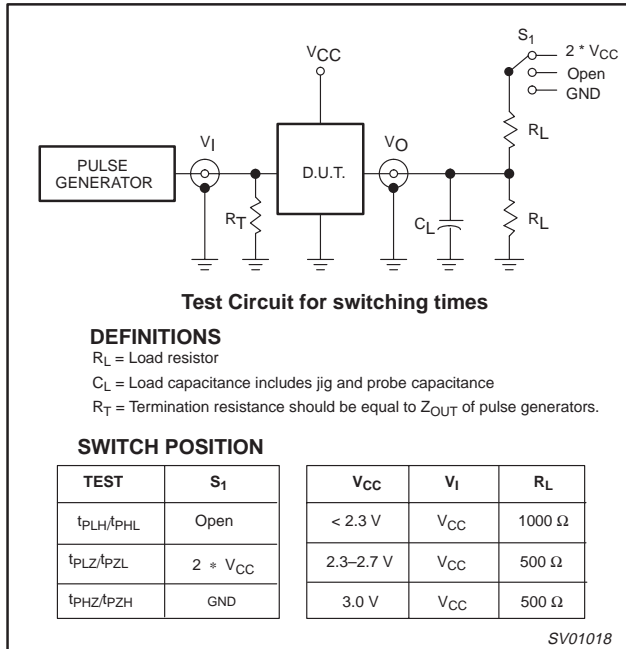 S1
2 * VCC
Open
GND
VCC
RL
VI
VO
PULSE
GENERATOR
D.U.T.
RT
CL
RL
Test Circuit for switching times
DEFINITIONS
RL = Load resistor
CL = Load capacitance includes jig and probe capacitance
RT = Termination resistance should be equal to ZOUT of pulse generators.
SWITCH POSITION
TEST S1
tPLH/tPHL Open
tPLZ/tPZL 2 * VCC
tPHZ/tPZH GND
VCC VI RL
< 2.3 V VCC 1000 Ω
2.3–2.7 V VCC 500 Ω
3.0 V VCC 500 Ω
SV01018